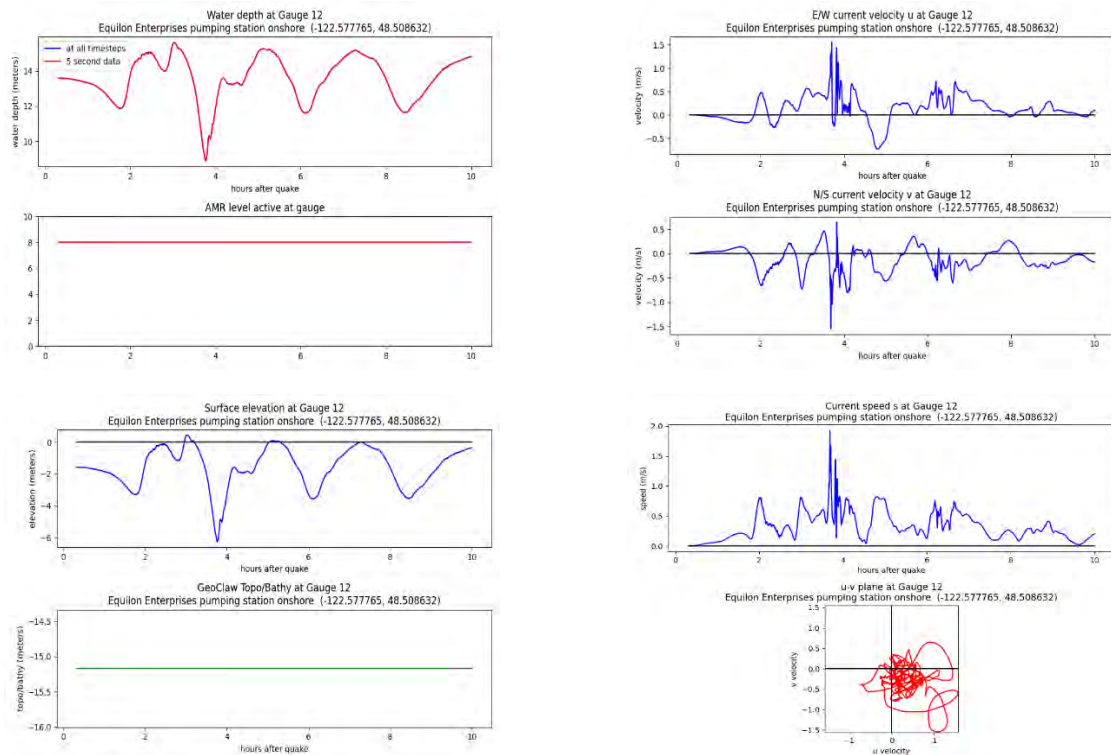 Water depth at Gauge 12
Equilon Enterprises pumping station onshore (-122.577765, 48.508632)
at all timesteps
5 second data
water depth (meters)
14
12
10
0
2
4
6
8
10
hours after quake
AMR level active at gauge
10
8
6
4
2
0
0
2
4
6
8
10
Surface elevation at Gauge 12
Equilon Enterprises pumping station onshore (-122.577765, 48.508632)
elevation (meters)
0
−2
−4
−6
0
2
4
6
8
10
hours after quake
GeoClaw Topo/Bathy at Gauge 12
Equilon Enterprises pumping station onshore (-122.577765, 48.508632)
topo/bathy (meters)
−14.5
−15.0
−15.5
−16.0
0
2
4
6
8
10
E/W current velocity u at Gauge 12
Equilon Enterprises pumping station onshore (-122.577765, 48.508632)
velocity (m/s)
1.5
1.0
0.5
0.0
−0.5
0
2
4
6
8
10
hours after quake
N/S current velocity v at Gauge 12
Equilon Enterprises pumping station onshore (-122.577765, 48.508632)
velocity (m/s)
0.5
0.0
−0.5
−1.0
−1.5
0
2
4
6
8
10
hours after quake
Current speed s at Gauge 12
Equilon Enterprises pumping station onshore (-122.577765, 48.508632)
speed (m/s)
2.0
1.5
1.0
0.5
0.0
0
2
4
6
8
10
hours after quake
u-v plane at Gauge 12
Equilon Enterprises pumping station onshore (-122.577765, 48.508632)
v velocity
1.5
1.0
0.5
0.0
−0.5
−1.0
−1.5
−1
0
1
u velocity